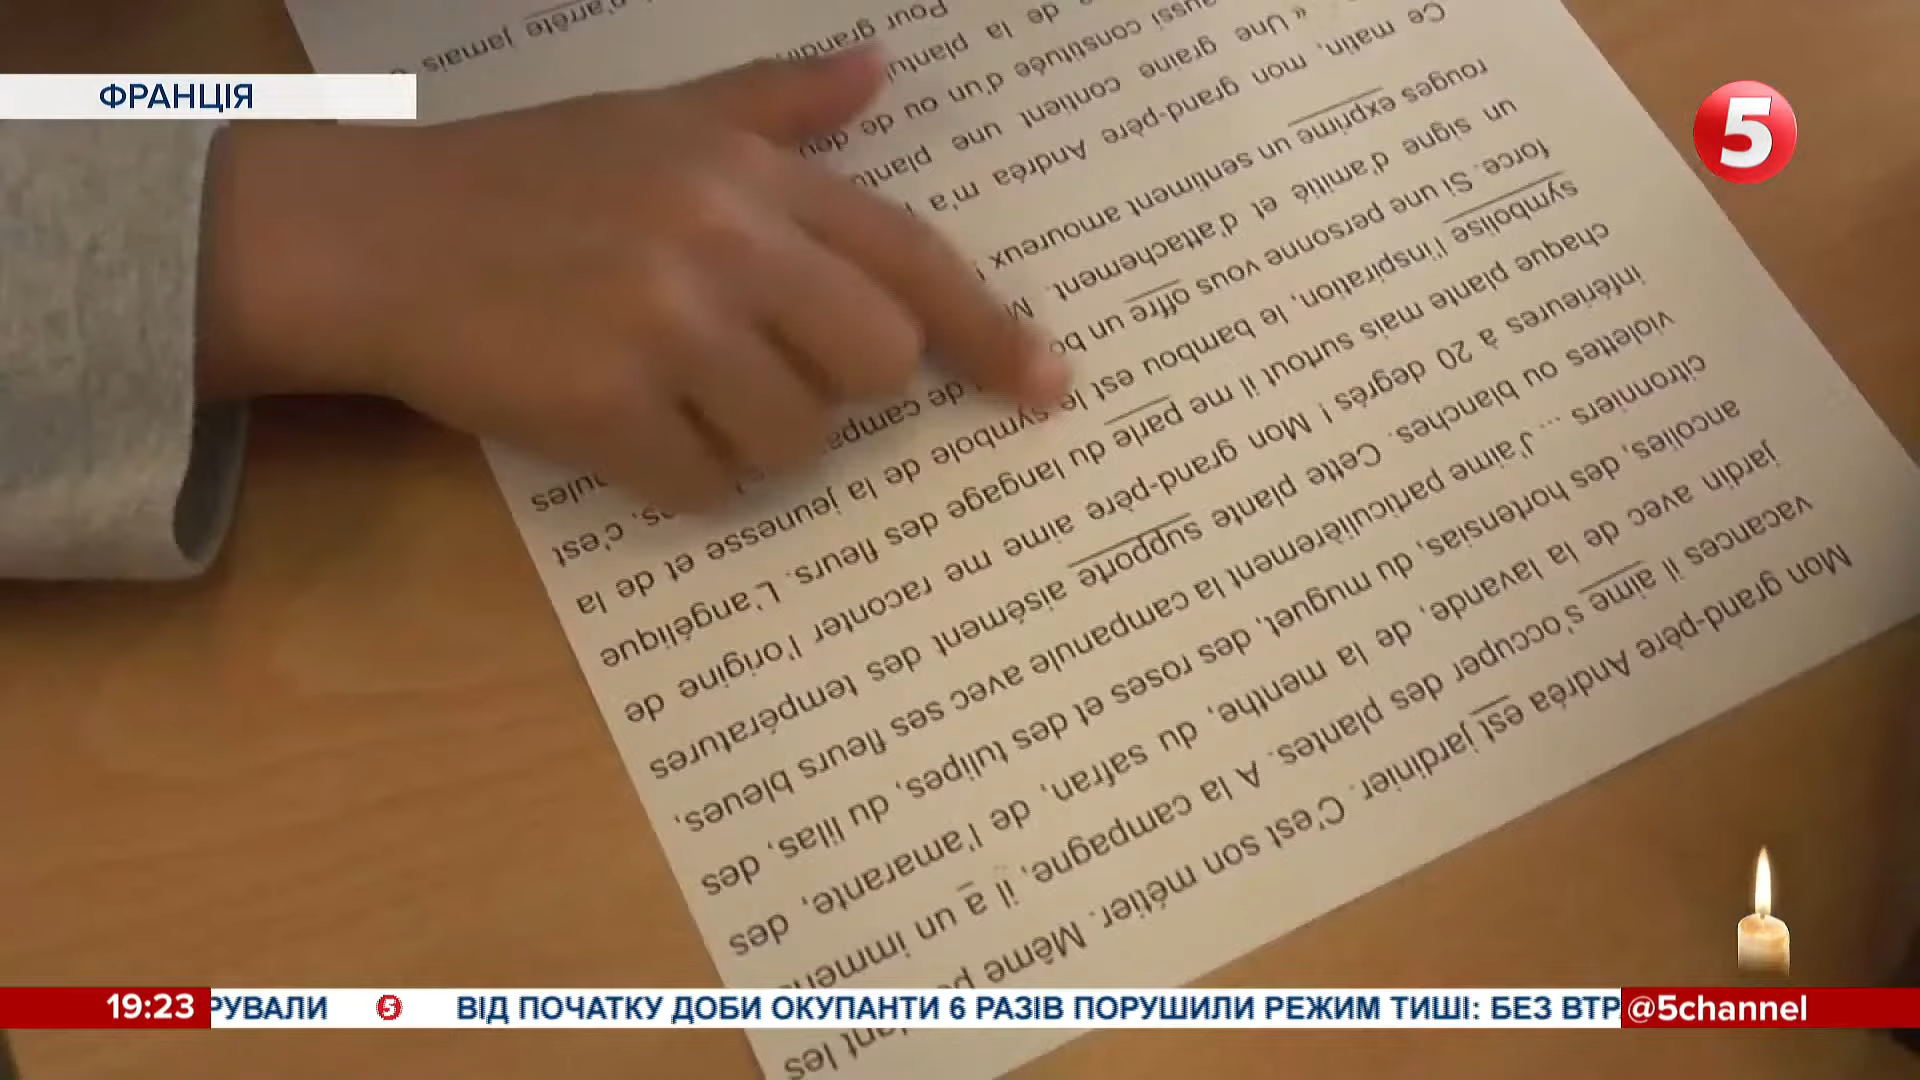 ФРАНЦІЯ
5
Mon grand-père Andréa est jardinier. C'est son métier. Même les
vacances il aime s'occuper des plantes. A la campagne, il a un
jardin avec de la lavande, de la menthe, du safran, de l'amarante, des
ancolies, des hortensias, du muguet, des roses et des tulipes, du lilas, des
citronniers ... J'aime particulièrement la campanule avec ses fleurs bleues,
violettes ou blanches. Cette plante supporte aisément des températures
inférieures à 20 degrés ! Mon grand-père aime me raconter l'origine de
chaque plante mais surtout il me parle du langage des fleurs. L'angélique
symbolise l'inspiration, le bambou est le symbole de la jeunesse et de la
force. Si une personne vous offre un de c'est
un signe d'amitié et d'attachement.
rouges exprime un sentiment amoureux !
Ce matin, mon grand-père Andréa m'a
« Une graine contient une
aussi constituée d'un ou de
de la
Pour
jamais
19:23
РУВАЛИ 5 ВІД ПОЧАТКУ ДОБИ ОКУПАНТИ 6 РАЗІВ ПОРУШИЛИ РЕЖИМ ТИШІ: БЕЗ ВТР
@5channel